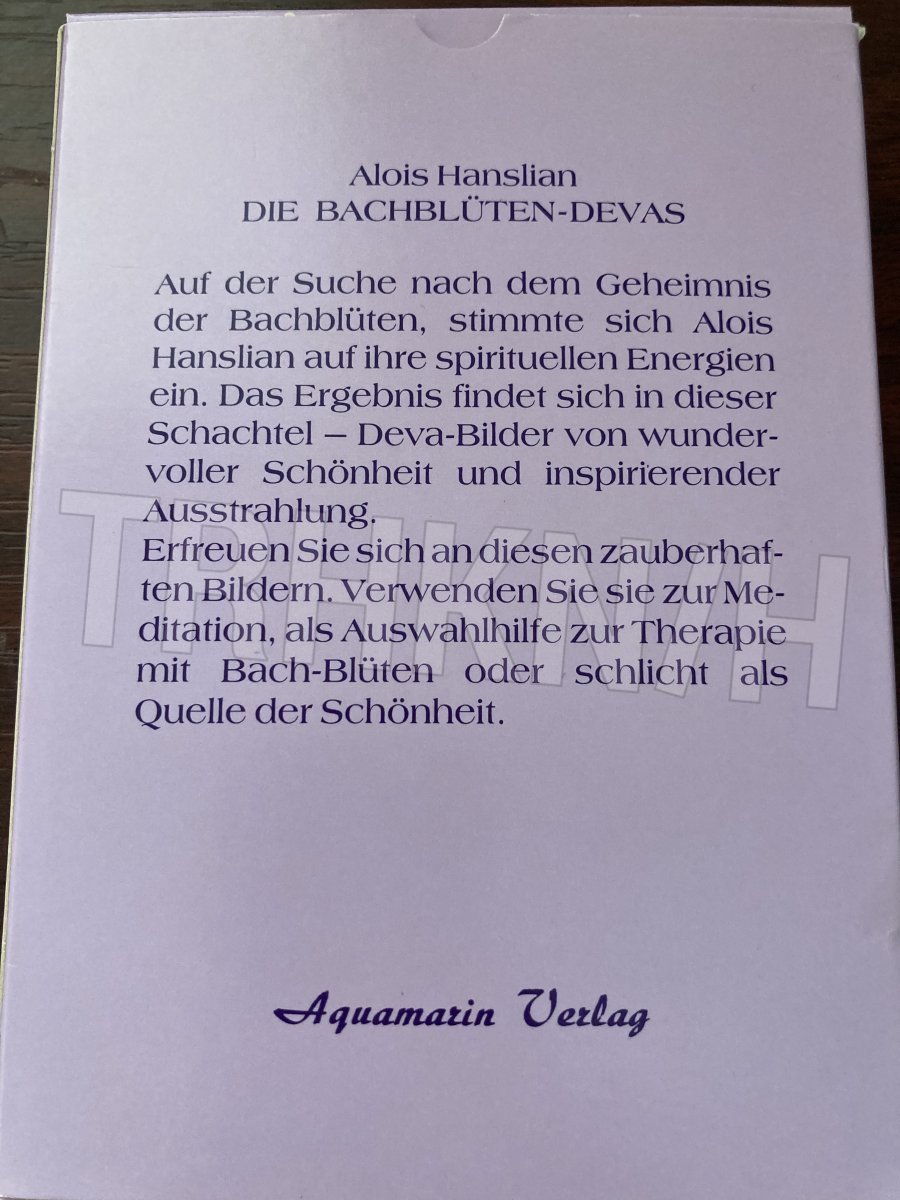 Alois Hanslian
DIE BACHBLÜTEN-DEVAS
Auf der Suche nach dem Geheimnis
der Bachblüten, stimmte sich Alois
Hanslian auf ihre spirituellen Energien
ein. Das Ergebnis findet sich in dieser
Schachtel – Deva-Bilder von wunder-
voller Schönheit und inspirierender
Ausstrahlung.
Erfreuen Sie sich an diesen zauberhaf-
ten Bildern. Verwenden Sie sie zur Me-
ditation, als Auswahlhilfe zur Therapie
mit Bach-Blüten oder schlicht als
Quelle der Schönheit.
TRHKNVH
Aquamarin Verlag